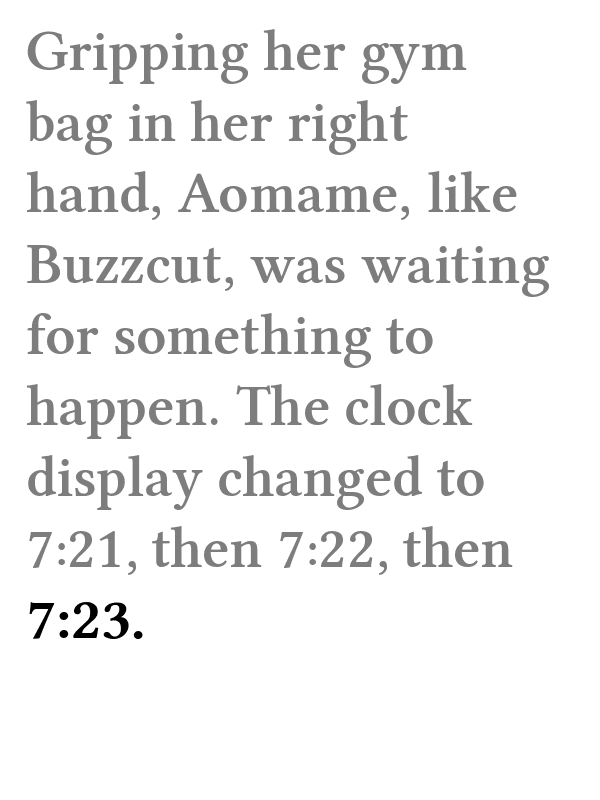 Gripping her gym
bag in her right
hand, Aomame, like
Buzzcut, was waiting
for something to
happen. The clock
display changed to
7:21, then 7:22, then
7:23.